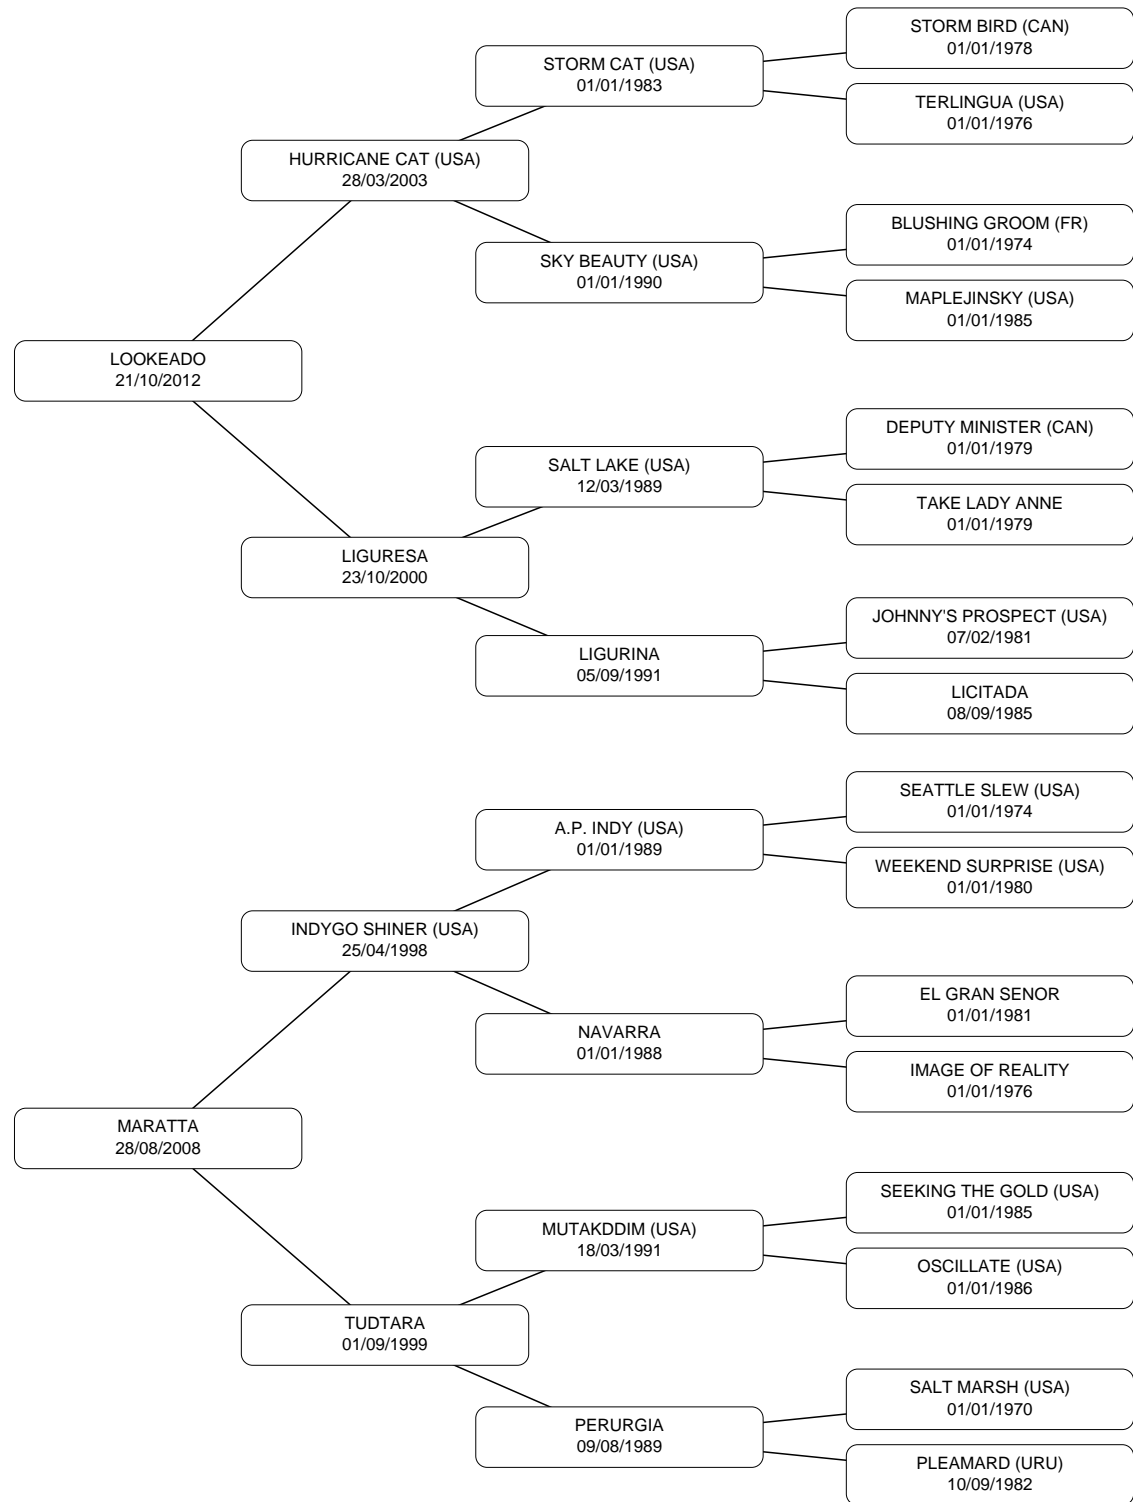 STORM BIRD (CAN)
01/01/1978
STORM CAT (USA)
01/01/1983
TERLINGUA (USA)
01/01/1976
HURRICANE CAT (USA)
28/03/2003
BLUSHING GROOM (FR)
01/01/1974
SKY BEAUTY (USA)
01/01/1990
MAPLEJINSKY (USA)
01/01/1985
LOOKEADO
21/10/2012
DEPUTY MINISTER (CAN)
01/01/1979
SALT LAKE (USA)
12/03/1989
TAKE LADY ANNE
01/01/1979
LIGURESA
23/10/2000
JOHNNY'S PROSPECT (USA)
07/02/1981
LIGURINA
05/09/1991
LICITADA
08/09/1985
SEATTLE SLEW (USA)
01/01/1974
A.P. INDY (USA)
01/01/1989
WEEKEND SURPRISE (USA)
01/01/1980
INDYGO SHINER (USA)
25/04/1998
EL GRAN SENOR
01/01/1981
NAVARRA
01/01/1988
IMAGE OF REALITY
01/01/1976
MARATTA
28/08/2008
SEEKING THE GOLD (USA)
01/01/1985
MUTAKDDIM (USA)
18/03/1991
OSCILLATE (USA)
01/01/1986
TUDTARA
01/09/1999
SALT MARSH (USA)
01/01/1970
PERURGIA
09/08/1989
PLEAMARD (URU)
10/09/1982